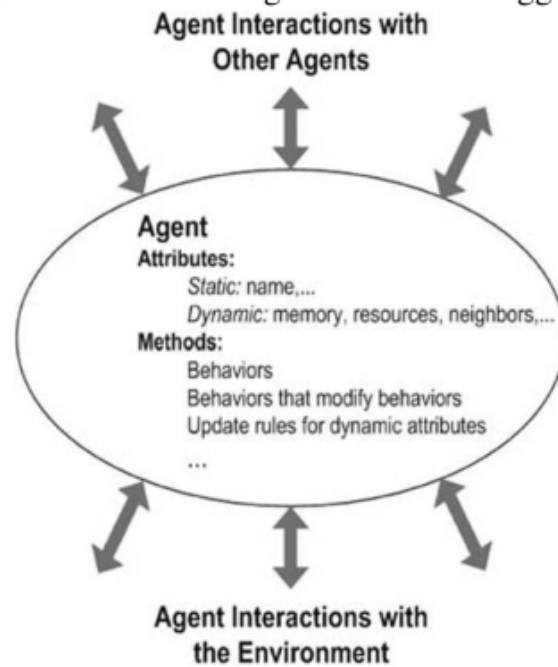 Agent Interactions with
Other Agents
Agent
Attributes:
Static: name,...
Dynamic: memory, resources, neighbors,...
Methods:
Behaviors
Behaviors that modify behaviors
Update rules for dynamic attributes
...
Agent Interactions with
the Environment